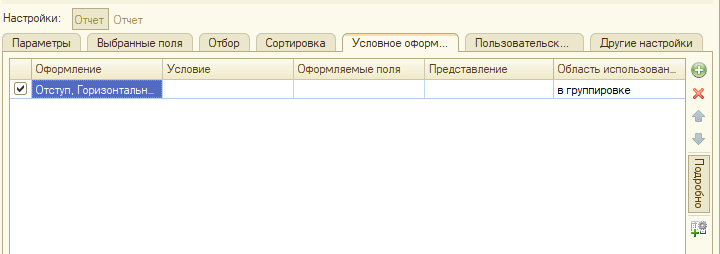 Настройки: Отчет Отчет
Параметры Выбранные поля Отбор Сортировка Условное оформ... Пользовательск... Другие настройки
Оформление Условие Оформляемые поля Представление Область использован...
Отступ, Горизонтальн... в группировке
Подробно